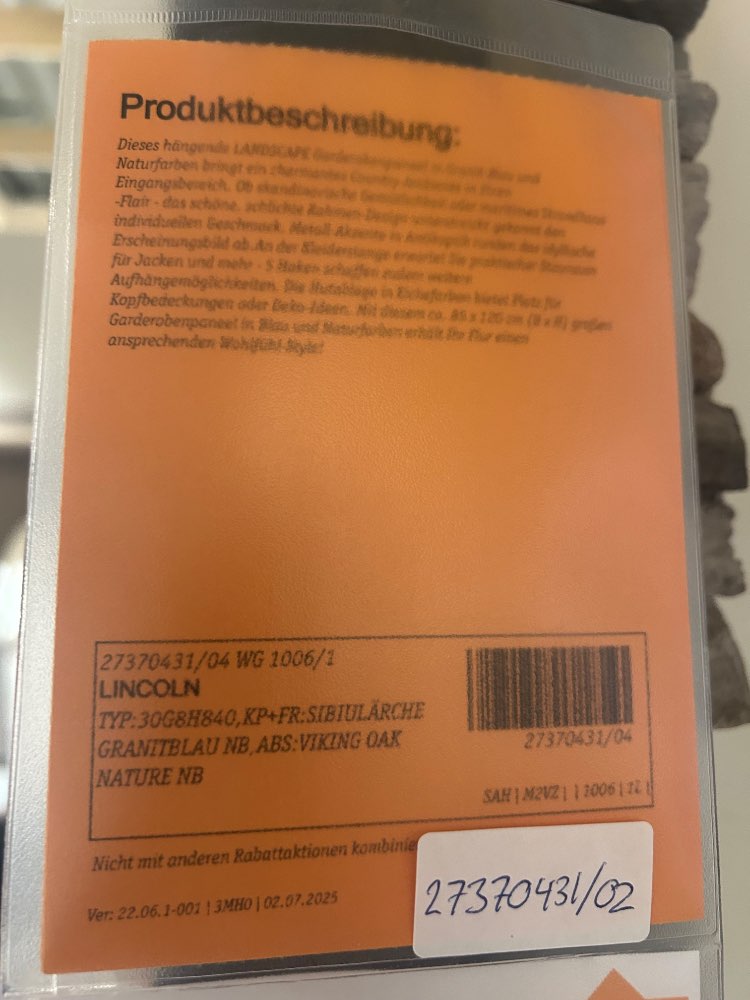 Produktbeschreibung:
Dieses hängende LANDSCAPE Garderobenpaneel in Granit Blau und
Naturfarben bringt ein charmantes Country-Ambiente in Ihren
Eingangsbereich. Ob skandinavische Gemütlichkeit oder maritimes Strandhaus
-Flair - das schöne, schlichte Rahmen-Design unterstreicht gekonnt den
individuellen Geschmack. Metall-Akzente in runden das idyllische
Erscheinungsbild ab. An der Kleiderstange erwartet Sie praktischer Stauraum
für Jacken und mehr - 5 Haken schaffen zudem weitere
Aufhängemöglichkeiten. Die Hutablage in Eichefarben bietet Platz für
Kopfbedeckungen oder Deko-Ideen. Mit diesem ca. x 120 cm (B x H) großen
Garderobenpaneel in Blau und Naturfarben erhält Ihr Flur einen
ansprechenden Wohlfühl-Style!
27370431/04 WG 1006/1
LINCOLN
TYP:30G8H840,KP+FR:SIBIULÄRCHE
GRANITBLAU NB, ABS:VIKING OAK
NATURE NB
27370431/04
SAH | M2VZ | | 1006 |
Nicht mit anderen Rabattaktionen
Ver: 22.06.1-001 | 3MH0 | 02.07.2025
27370431/02